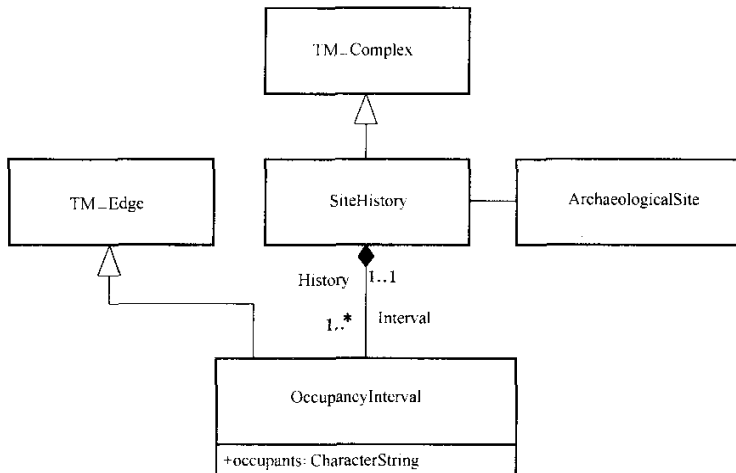 TM_Complex
TM_Edge
SiteHistory
ArchaeologicalSite
History
1..1
1..*
Interval
OccupancyInterval
+occupants: CharacterString